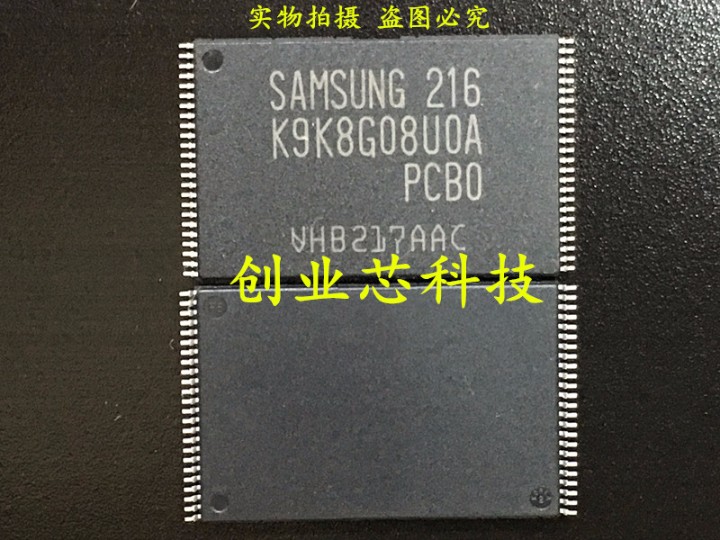 实物拍摄 盗图必究
SAMSUNG 216
K9K8G08U0A
PCB0
VHB217AAC
创业芯科技